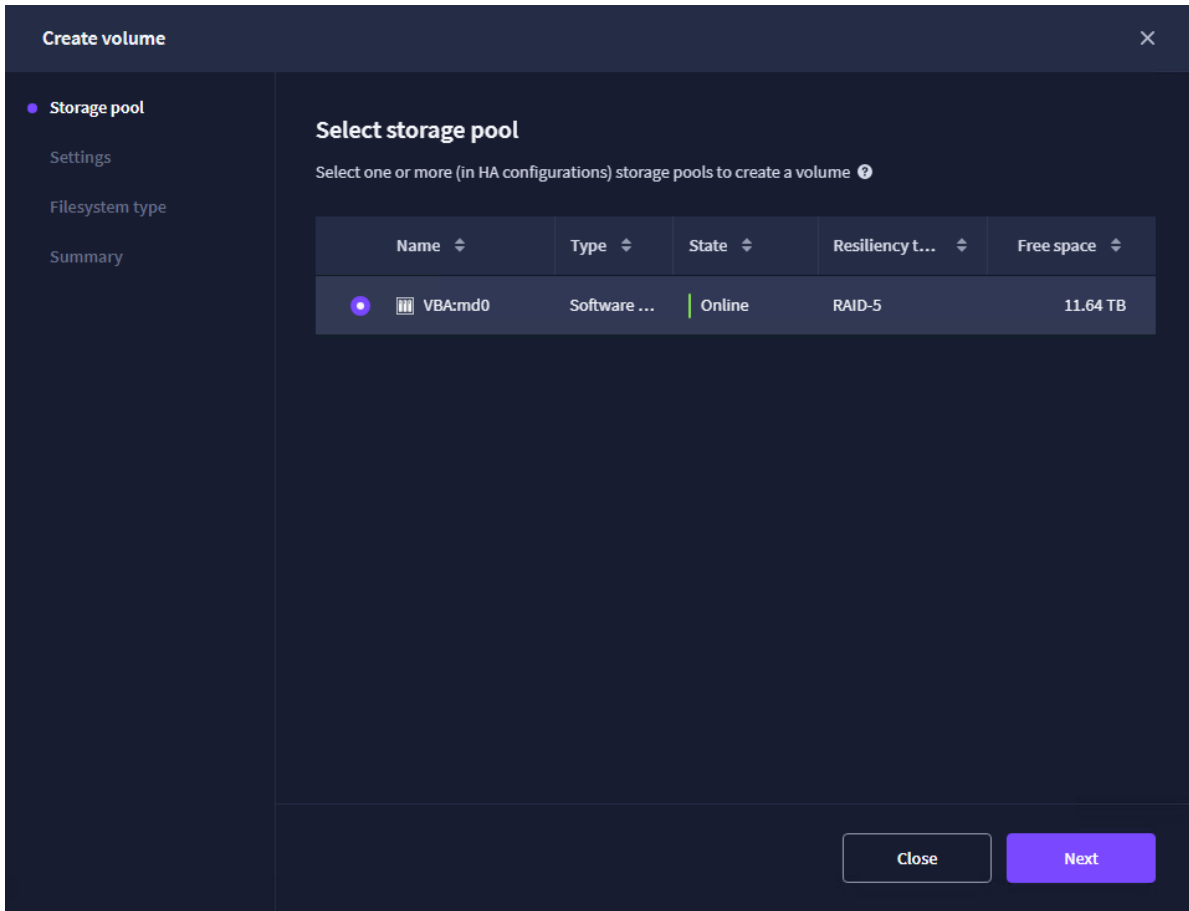 Create volume
Storage pool
Settings
Filesystem type
Summary
Select storage pool
Select one or more (in HA configurations) storage pools to create a volume ?
Name Type State Resiliency t... Free space
VBA:md0 Software ... Online RAID-5 11.64 TB
Close Next